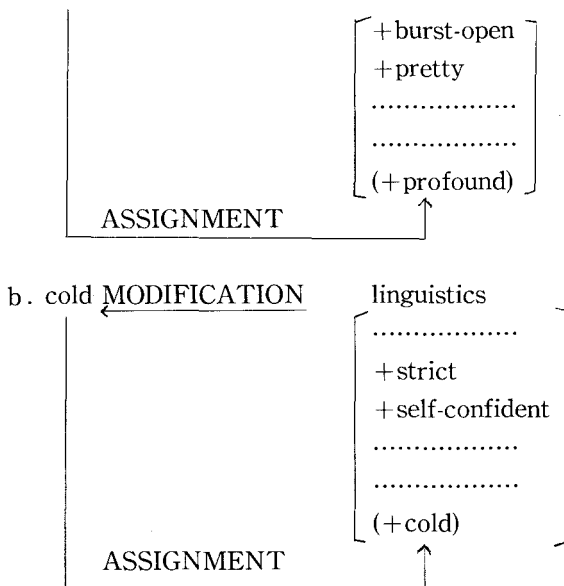 +burst-open
+pretty
..................
..................
(+profound)
ASSIGNMENT
b. cold MODIFICATION linguistics
..................
+strict
+self-confident
..................
..................
(+cold)
ASSIGNMENT